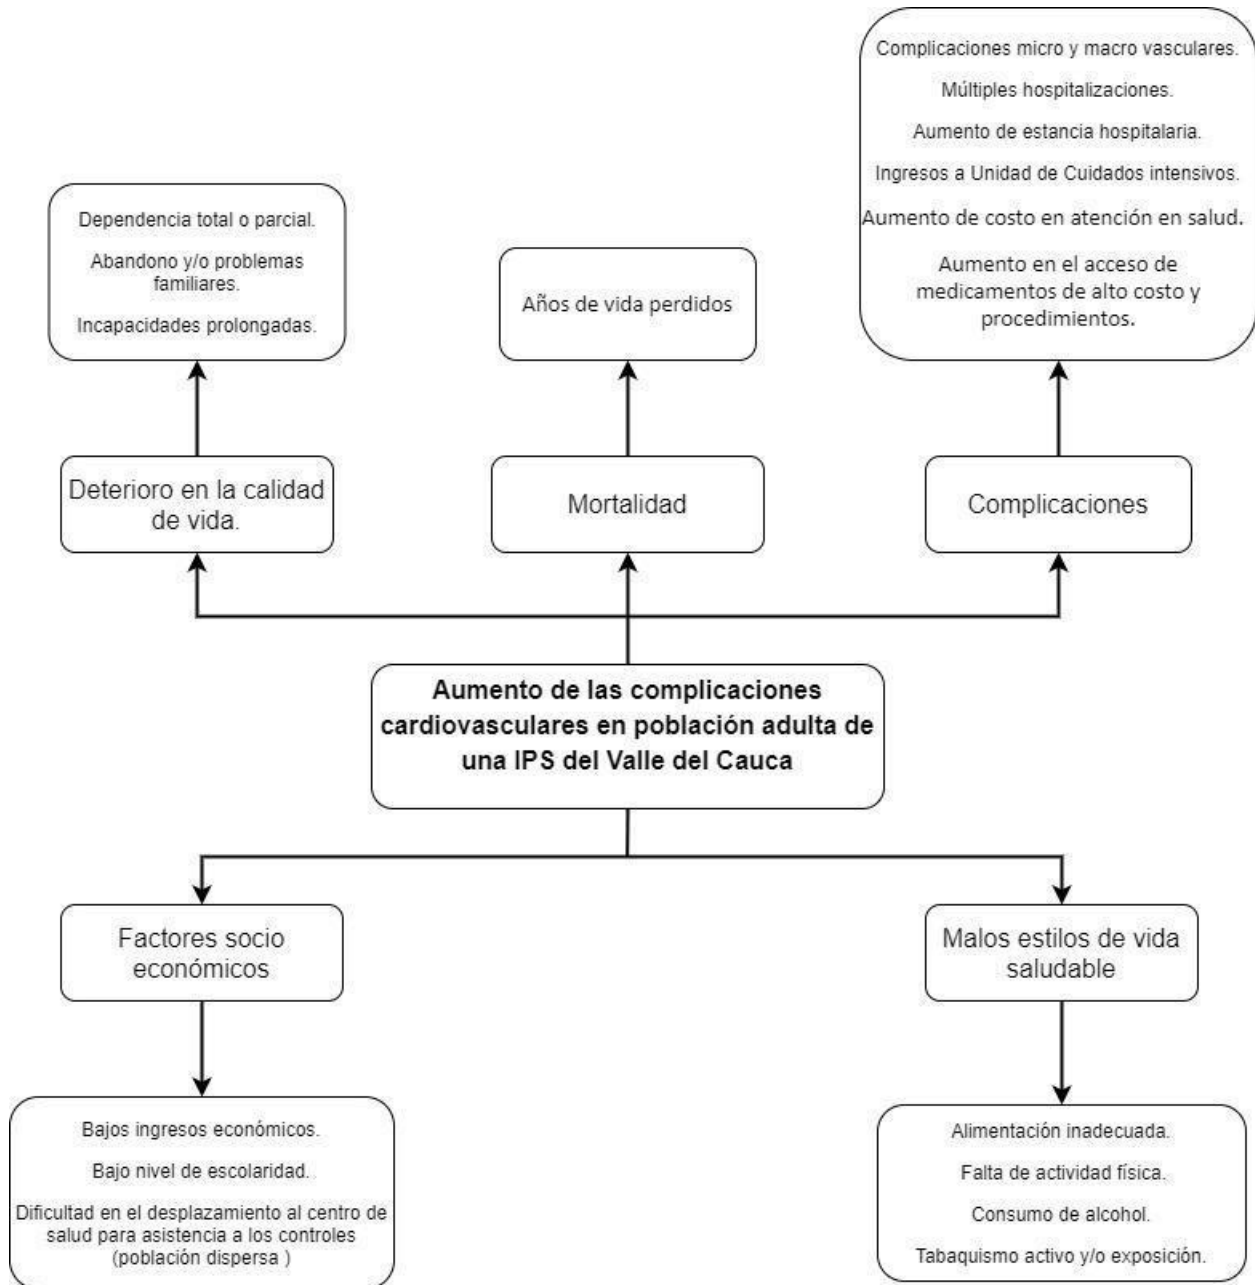 Complicaciones micro y macro vasculares.
Múltiples hospitalizaciones.
Aumento de estancia hospitalaria.
Ingresos a Unidad de Cuidados intensivos.
Aumento de costo en atención en salud.
Aumento en el acceso de
medicamentos de alto costo y
procedimientos.
Dependencia total o parcial.
Abandono y/o problemas
familiares.
Incapacidades prolongadas.
Años de vida perdidos
Deterioro en la calidad
de vida.
Mortalidad
Complicaciones
Aumento de las complicaciones
cardiovasculares en población adulta de
una IPS del Valle del Cauca
Factores socio
económicos
Malos estilos de vida
saludable
Bajos ingresos económicos.
Bajo nivel de escolaridad.
Dificultad en el desplazamiento al centro de
salud para asistencia a los controles
(población dispersa )
Alimentación inadecuada.
Falta de actividad física.
Consumo de alcohol.
Tabaquismo activo y/o exposición.